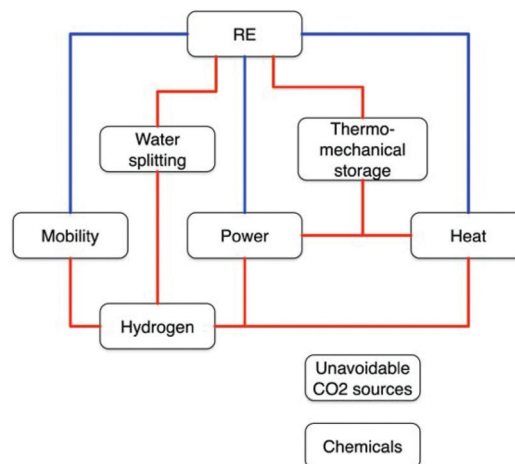 RE
Water
splitting
Thermo-
mechanical
storage
Mobility
Power
Heat
Hydrogen
Unavoidable
CO2 sources
Chemicals